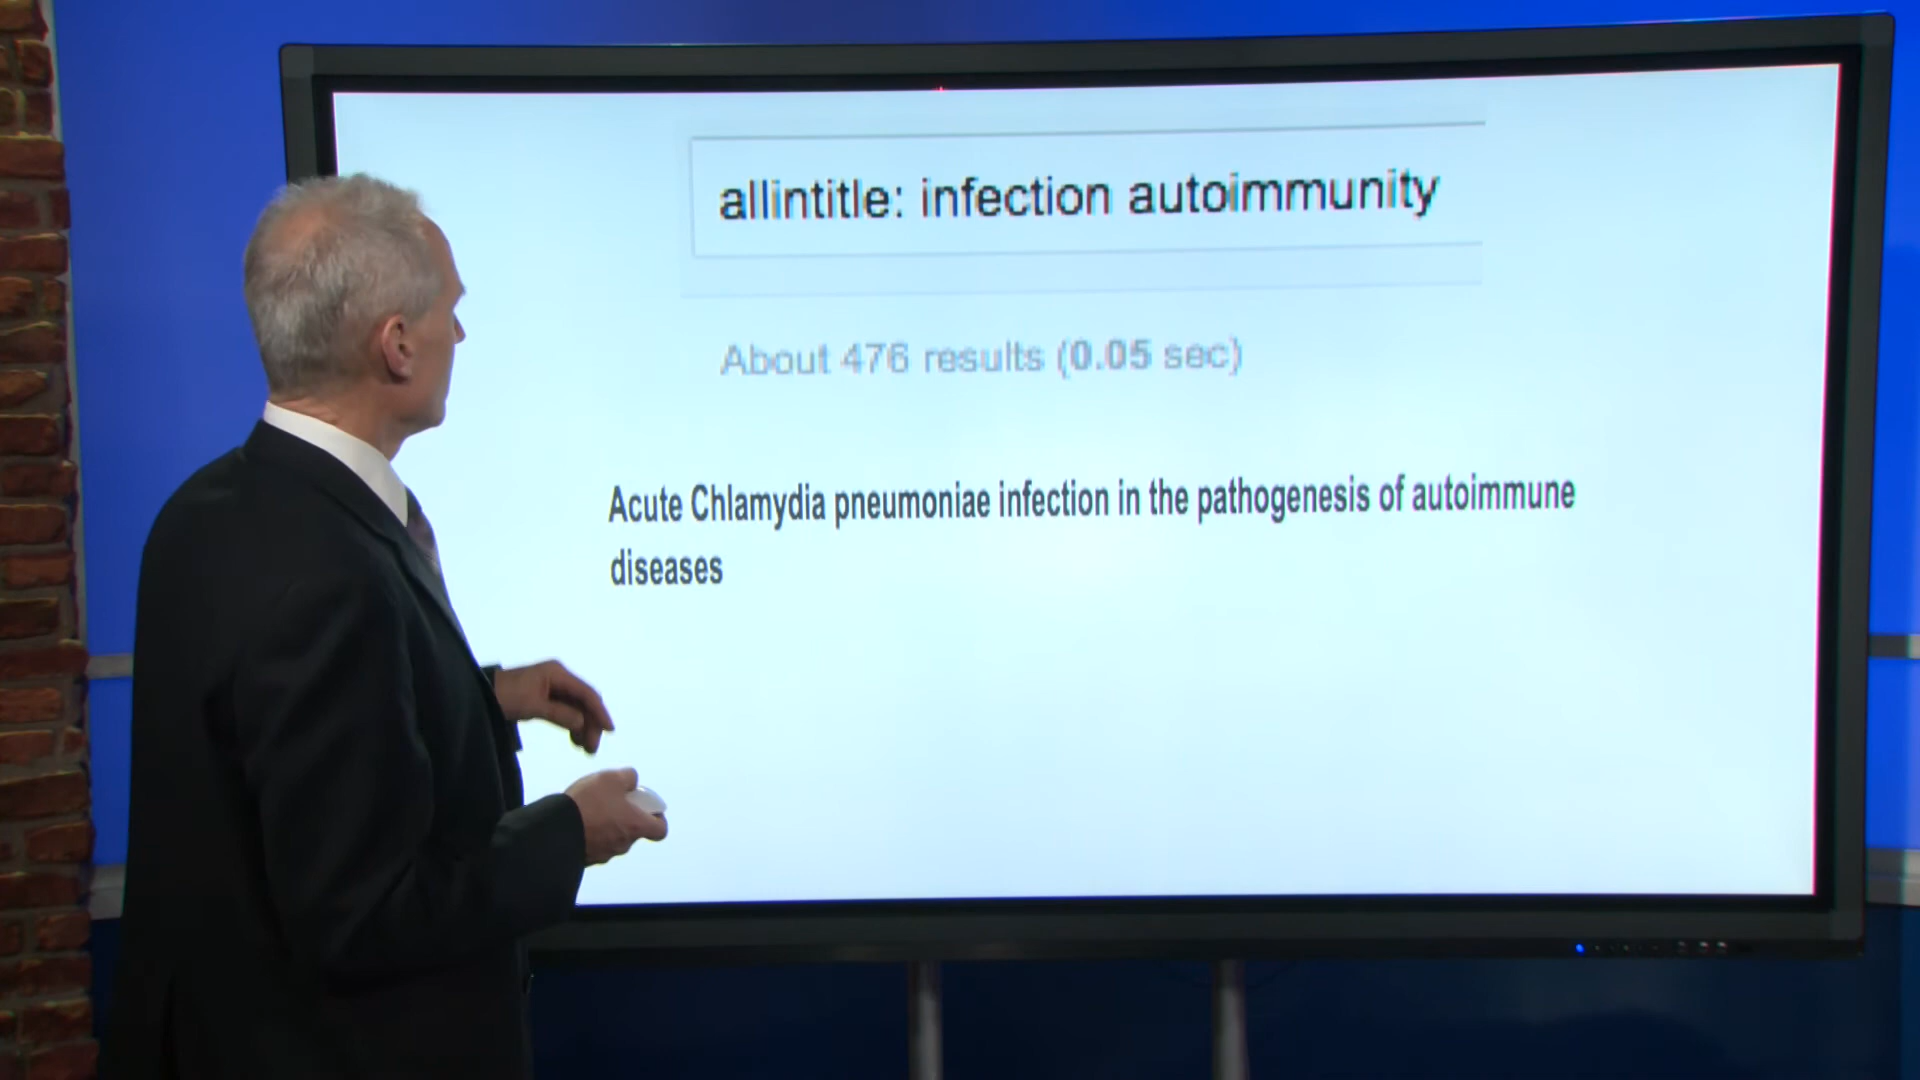 allintitle: infection autoimmunity
About 476 results (0.05 sec)
Acute Chlamydia pneumoniae infection in the pathogenesis of autoimmune
diseases